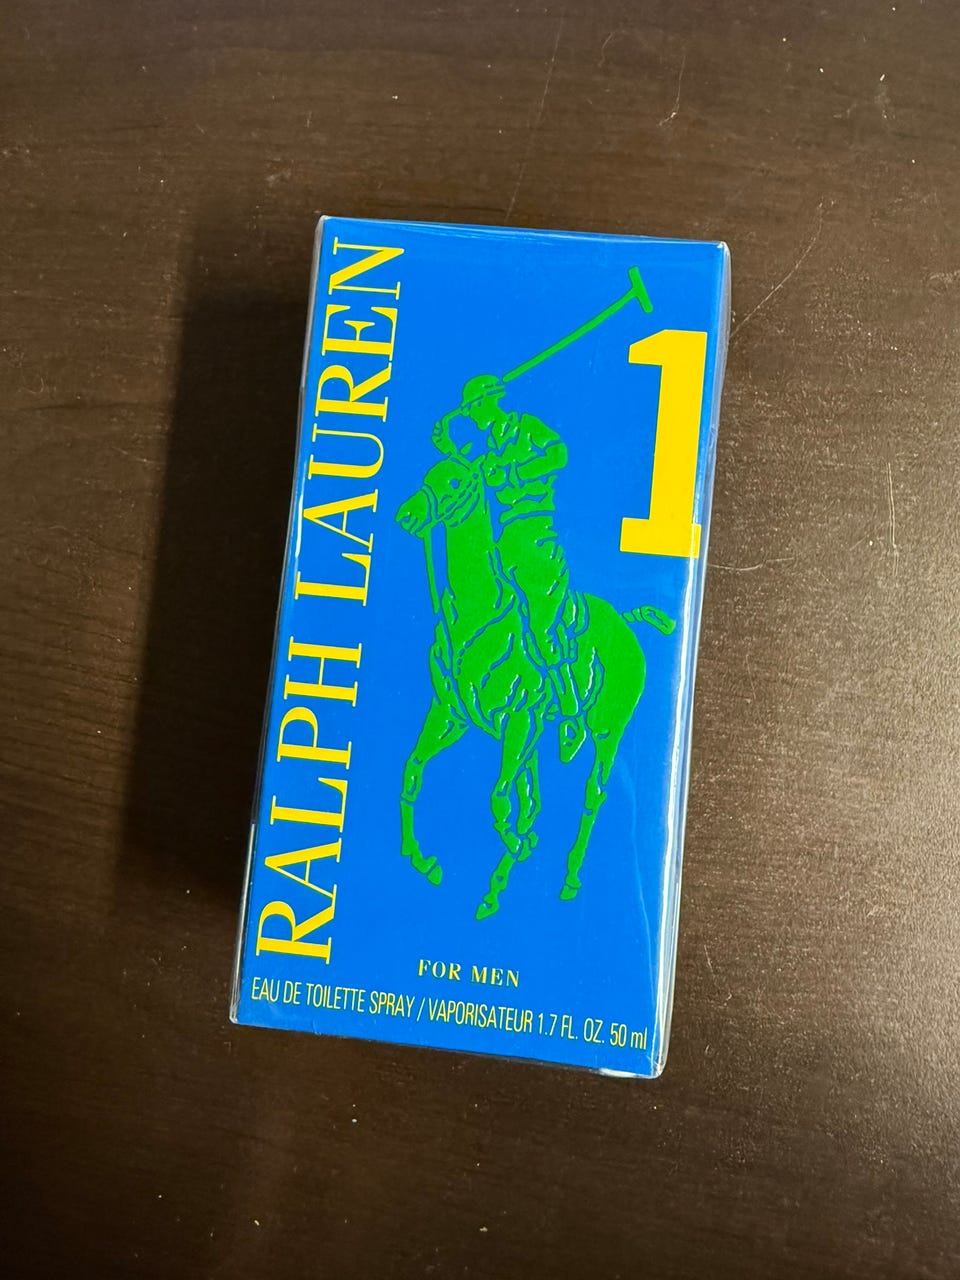 RALPH LAUREN
1
FOR MEN
EAU DE TOILETTE SPRAY / VAPORISATEUR 1.7 FL. OZ. 50 ml